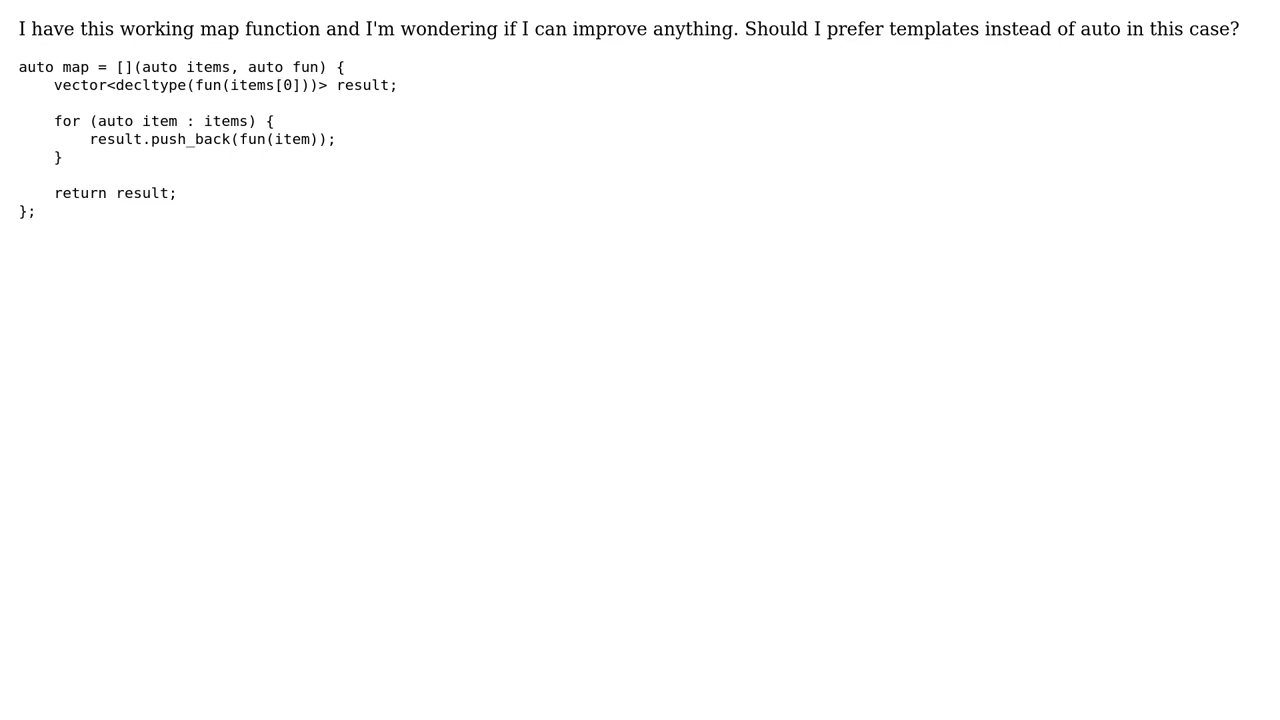 I have this working map function and I'm wondering if I can improve anything. Should I prefer templates instead of auto in this case?
auto map = [](auto items, auto fun) {
    vector<decltype(fun(items[0]))> result;
    for (auto item : items) {
        result.push_back(fun(item));
    }
    return result;
};